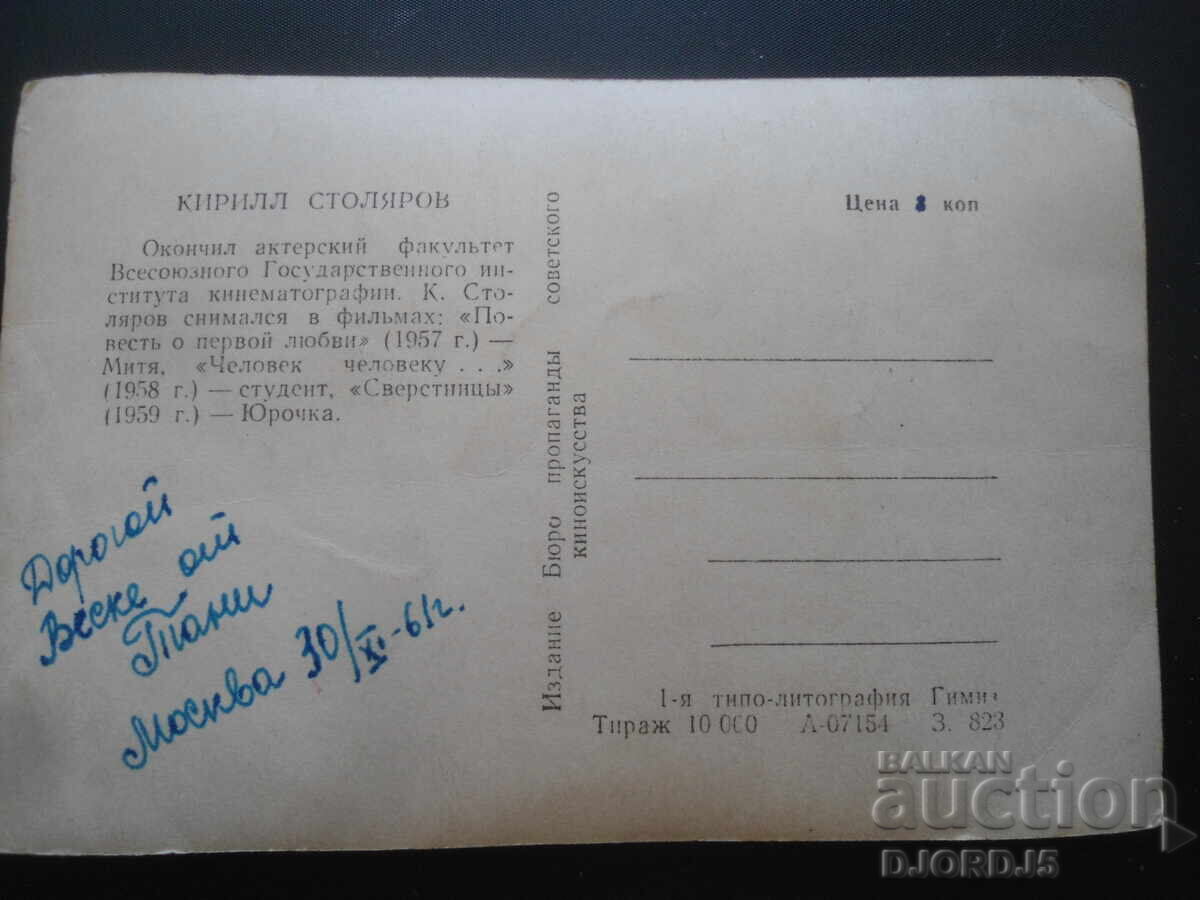 КИРИЛЛ СТОЛЯРОВ
Окончил актерский факультет
Всесоюзного Государственного ин-
ститута кинематографии. К. Сто-
ляров снимался в фильмах: «По-
весть о первой любви» (1957 г.) —
Митя, «Человек человеку . . .»
(1958 г.) — студент, «Сверстницы»
(1959 г.) — Юрочка.
Дорогой
Веске от
Тани
Москва 30/XI-61г.
Издание Бюро пропаганды советского
киноискусства
Цена коп
1-я типо-литография Гимиз
Тираж 10 000 А-07154 З. 823
BALKAN
auction
DJORDJ5